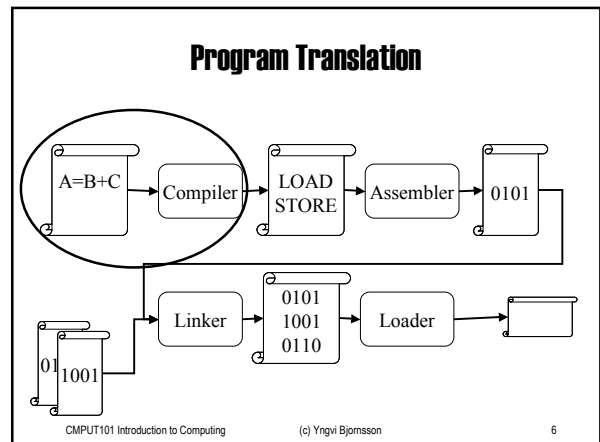 Program Translation
A=B+C
Compiler
LOAD
STORE
Assembler
0101
Linker
0101
1001
0110
Loader
01
1001
CMPUT101 Introduction to Computing (c) Yngvi Bjornsson 6